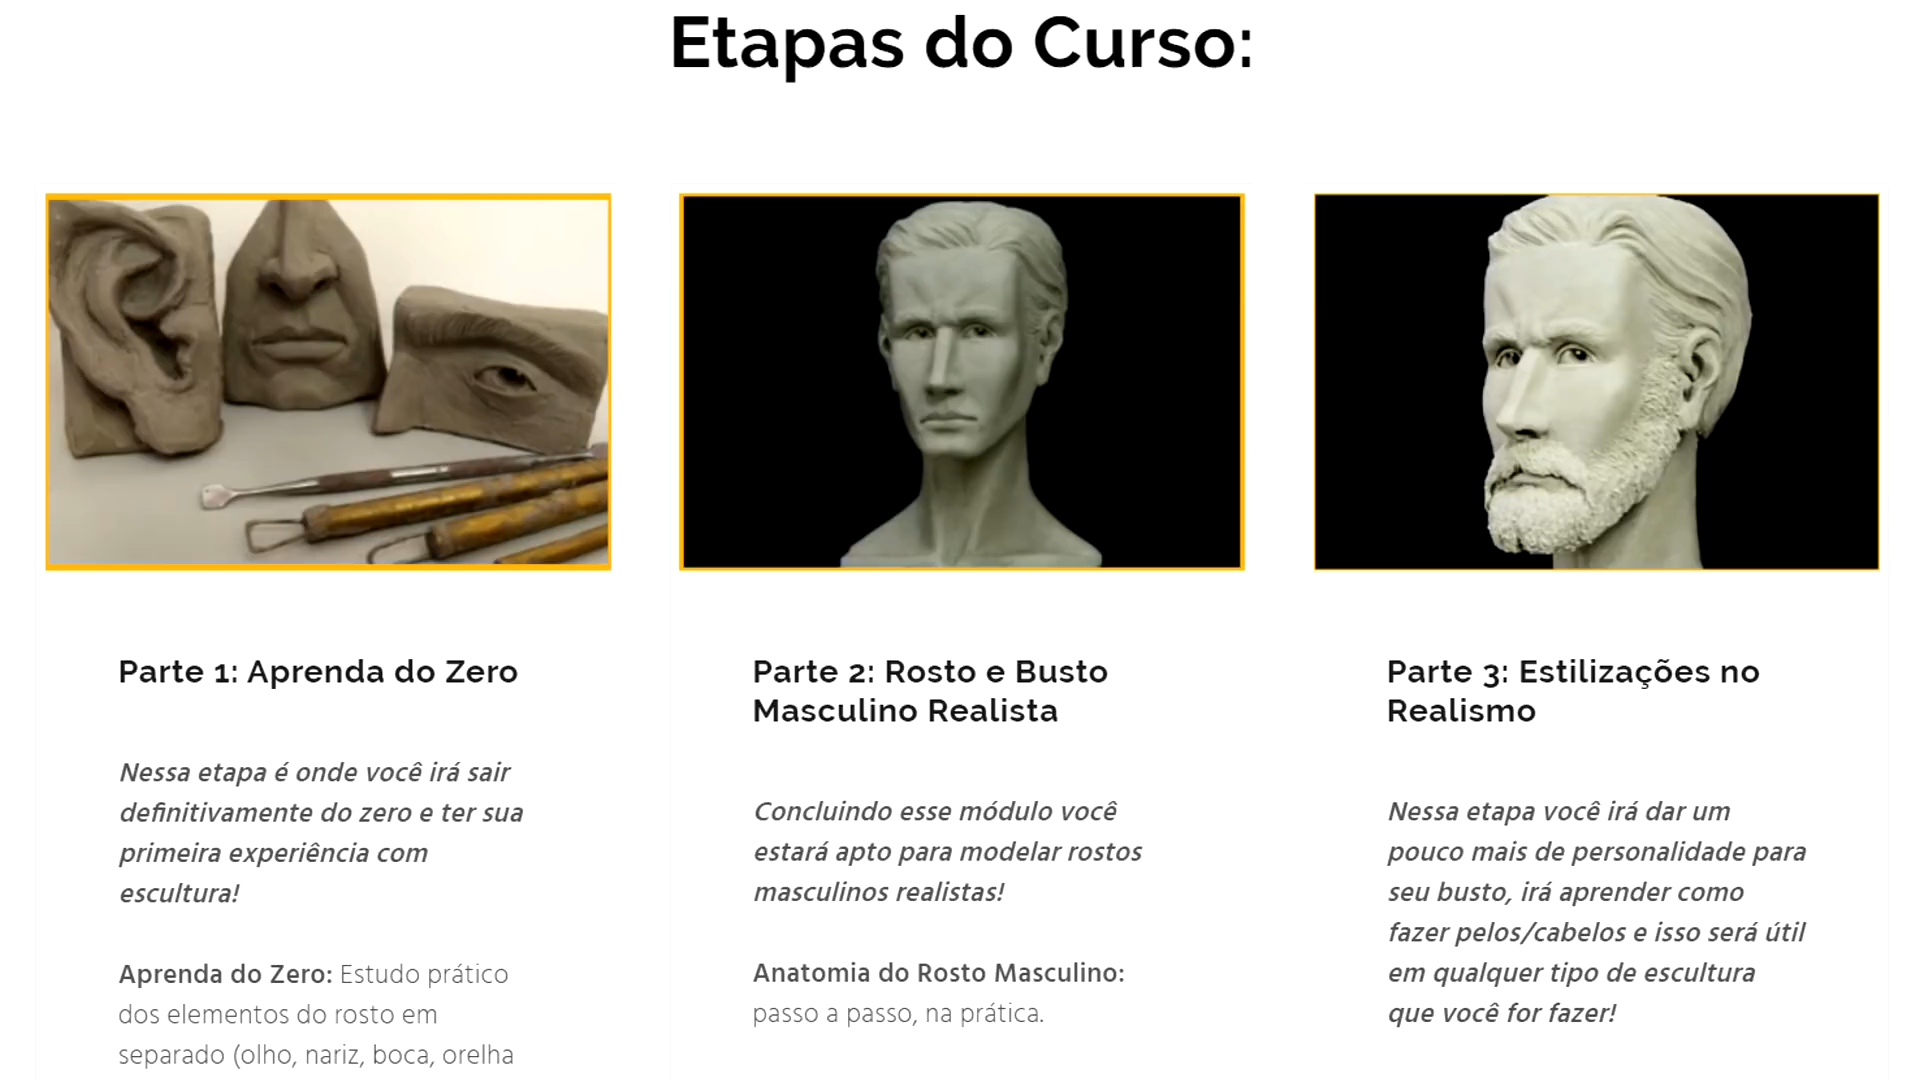 Etapas do Curso:
Parte 1: Aprenda do Zero
Nessa etapa é onde você irá sair
definitivamente do zero e ter sua
primeira experiência com
escultura!
Aprenda do Zero: Estudo prático
dos elementos do rosto em
separado (olho, nariz, boca, orelha
Parte 2: Rosto e Busto
Masculino Realista
Concluindo esse módulo você
estará apto para modelar rostos
masculinos realistas!
Anatomia do Rosto Masculino:
passo a passo, na prática.
Parte 3: Estilizações no
Realismo
Nessa etapa você irá dar um
pouco mais de personalidade para
seu busto, irá aprender como
fazer pelos/cabelos e isso será útil
em qualquer tipo de escultura
que você for fazer!